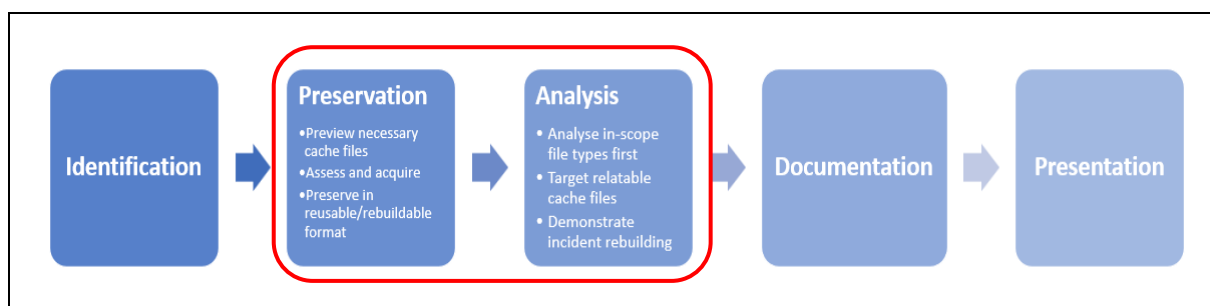 Identification
Preservation
•Preview necessary
cache files
•Assess and acquire
•Preserve in
reusable/rebuildable
format
Analysis
• Analyse in-scope
file types first
• Target relatable
cache files
• Demonstrate
incident rebuilding
Documentation
Presentation